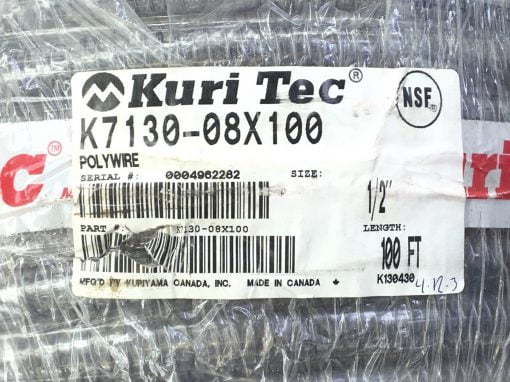 Kuri Tec®
NSF®
K7130-08X100
POLYWIRE
SERIAL #: 0004962282 SIZE:
1/2"
PART #: K7130-08X100 LENGTH:
100 FT
MFG'D BY KURIYAMA CANADA, INC. MADE IN CANADA
K130430